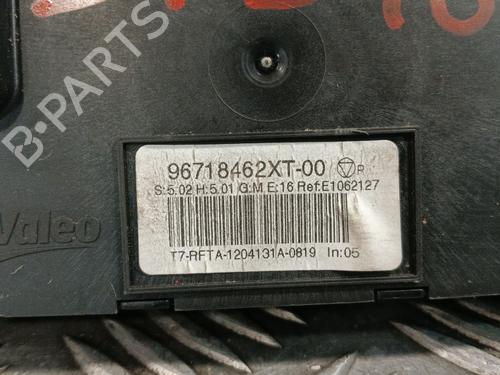 B-PARTS
96718462XT-00 R
S:5.02 H:5.01 G:M E:16 Ref:E1062127
T7-RFTA-1204131A-0819 In:05
Valeo